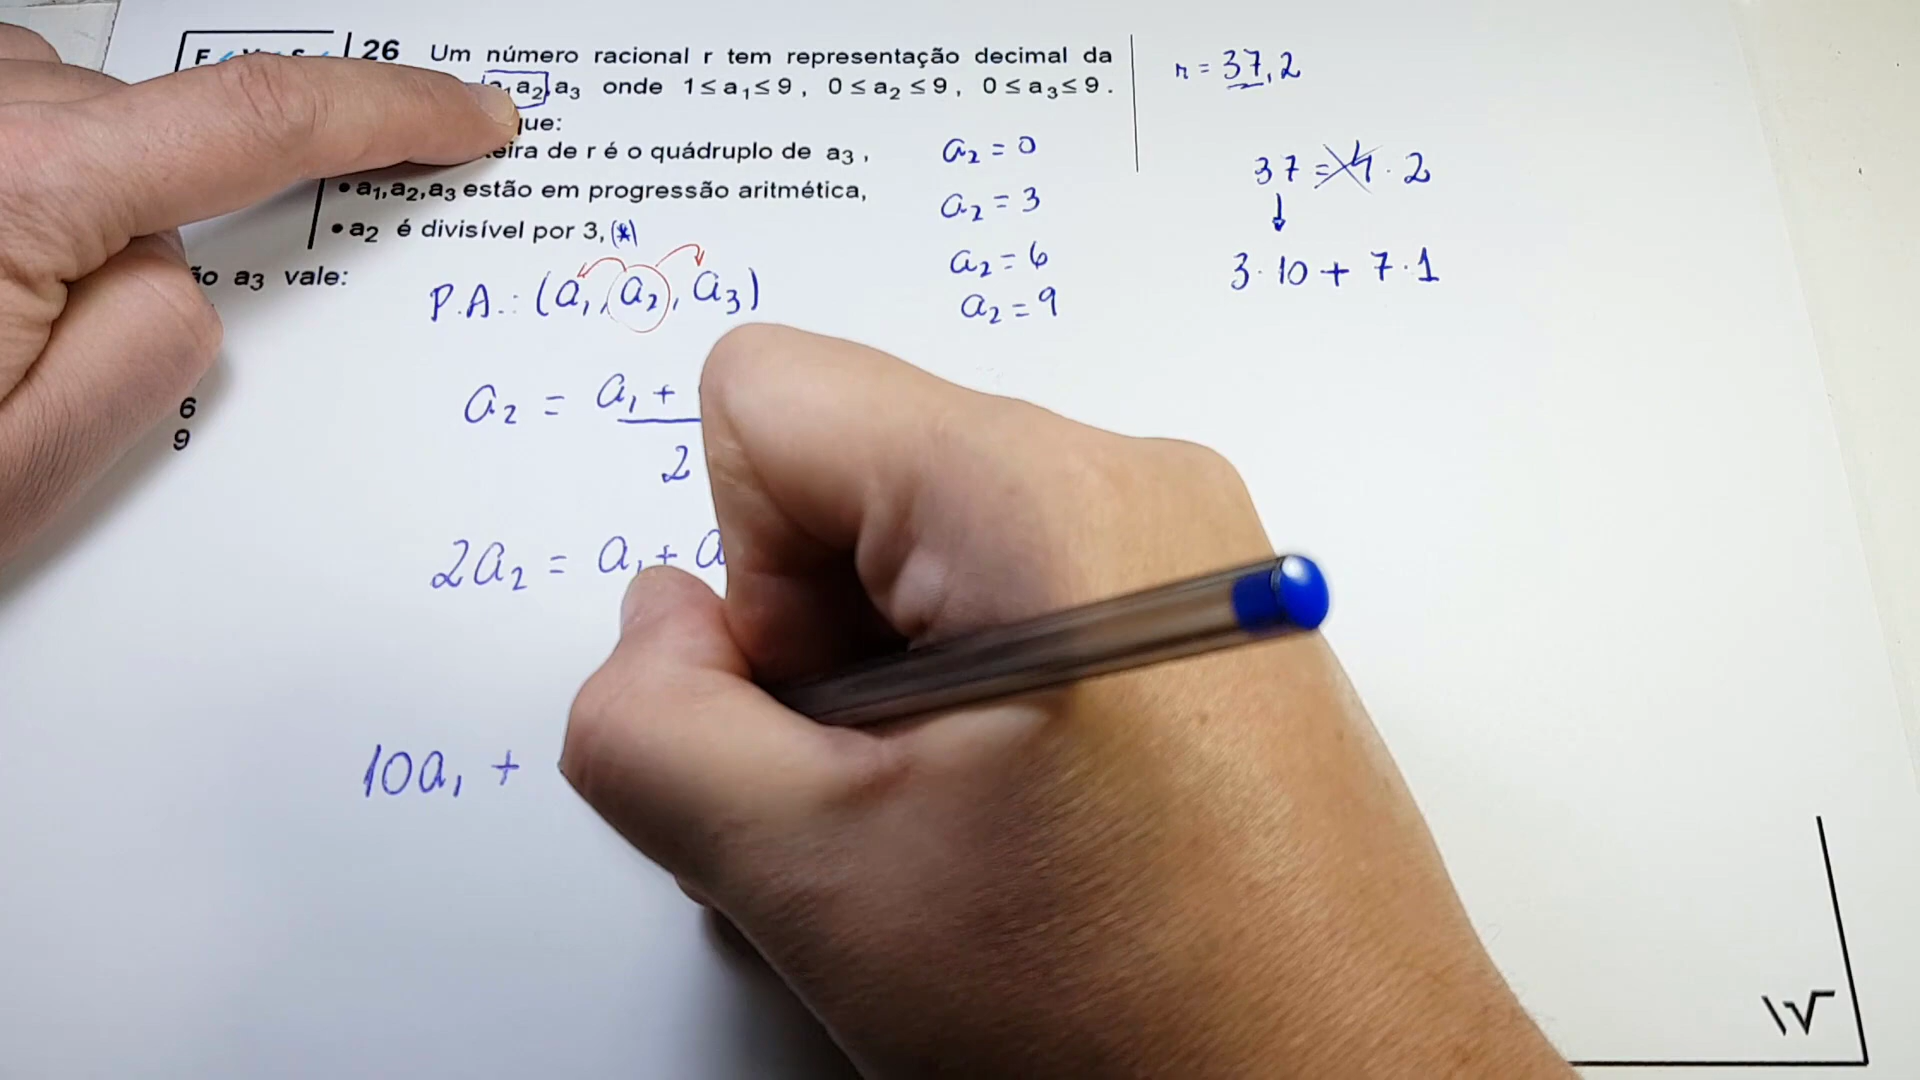 26 Um número racional r tem representação decimal da
a₂,a₃ onde 1≤a₁≤9, 0≤a₂≤9, 0≤a₃≤9.
que:
de r é o quádruplo de a₃,
• a₁,a₂,a₃ estão em progressão aritmética,
• a₂ é divisível por 3, (*)
a₃ vale:
6
9
P.A.: (a₁, a₂, a₃)
a₂ = a₁ +
2
2a₂ = a₁ + a
10a₁ +
a₂ = 0
a₂ = 3
a₂ = 6
a₂ = 9
r = 37,2
37 = 4 · 2
3·10 + 7·1